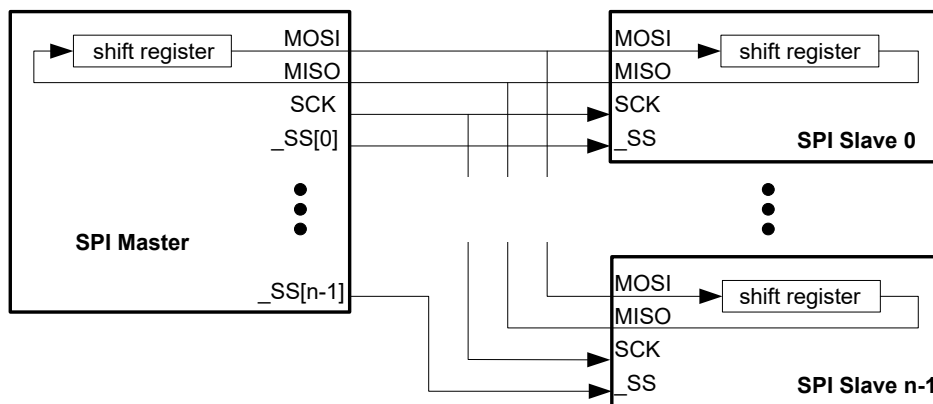 MOSI
shift register
MISO
SCK
_SS[0]
SPI Master
_SS[n-1]
MOSI
shift register
MISO
SCK
_SS
SPI Slave 0
MOSI
shift register
MISO
SCK
_SS
SPI Slave n-1